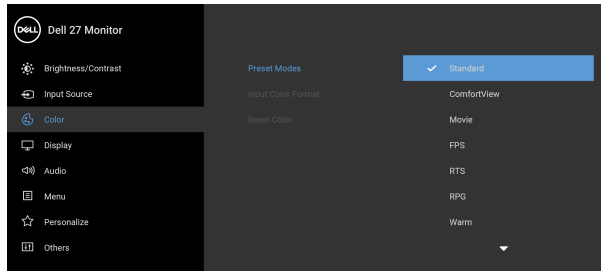 DELL Dell 27 Monitor
Brightness/Contrast
Input Source
Color
Display
Audio
Menu
Personalize
Others
Preset Modes
Input Color Format
Reset Color
Standard
ComfortView
Movie
FPS
RTS
RPG
Warm